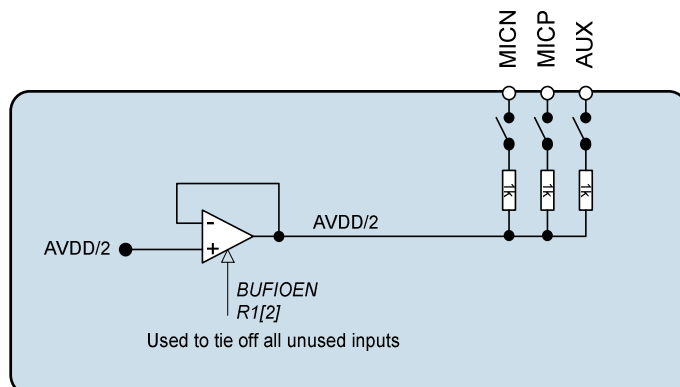 MICN
MICP
AUX
1k
1k
1k
AVDD/2
-
+
AVDD/2
BUFIOEN
R1[2]
Used to tie off all unused inputs